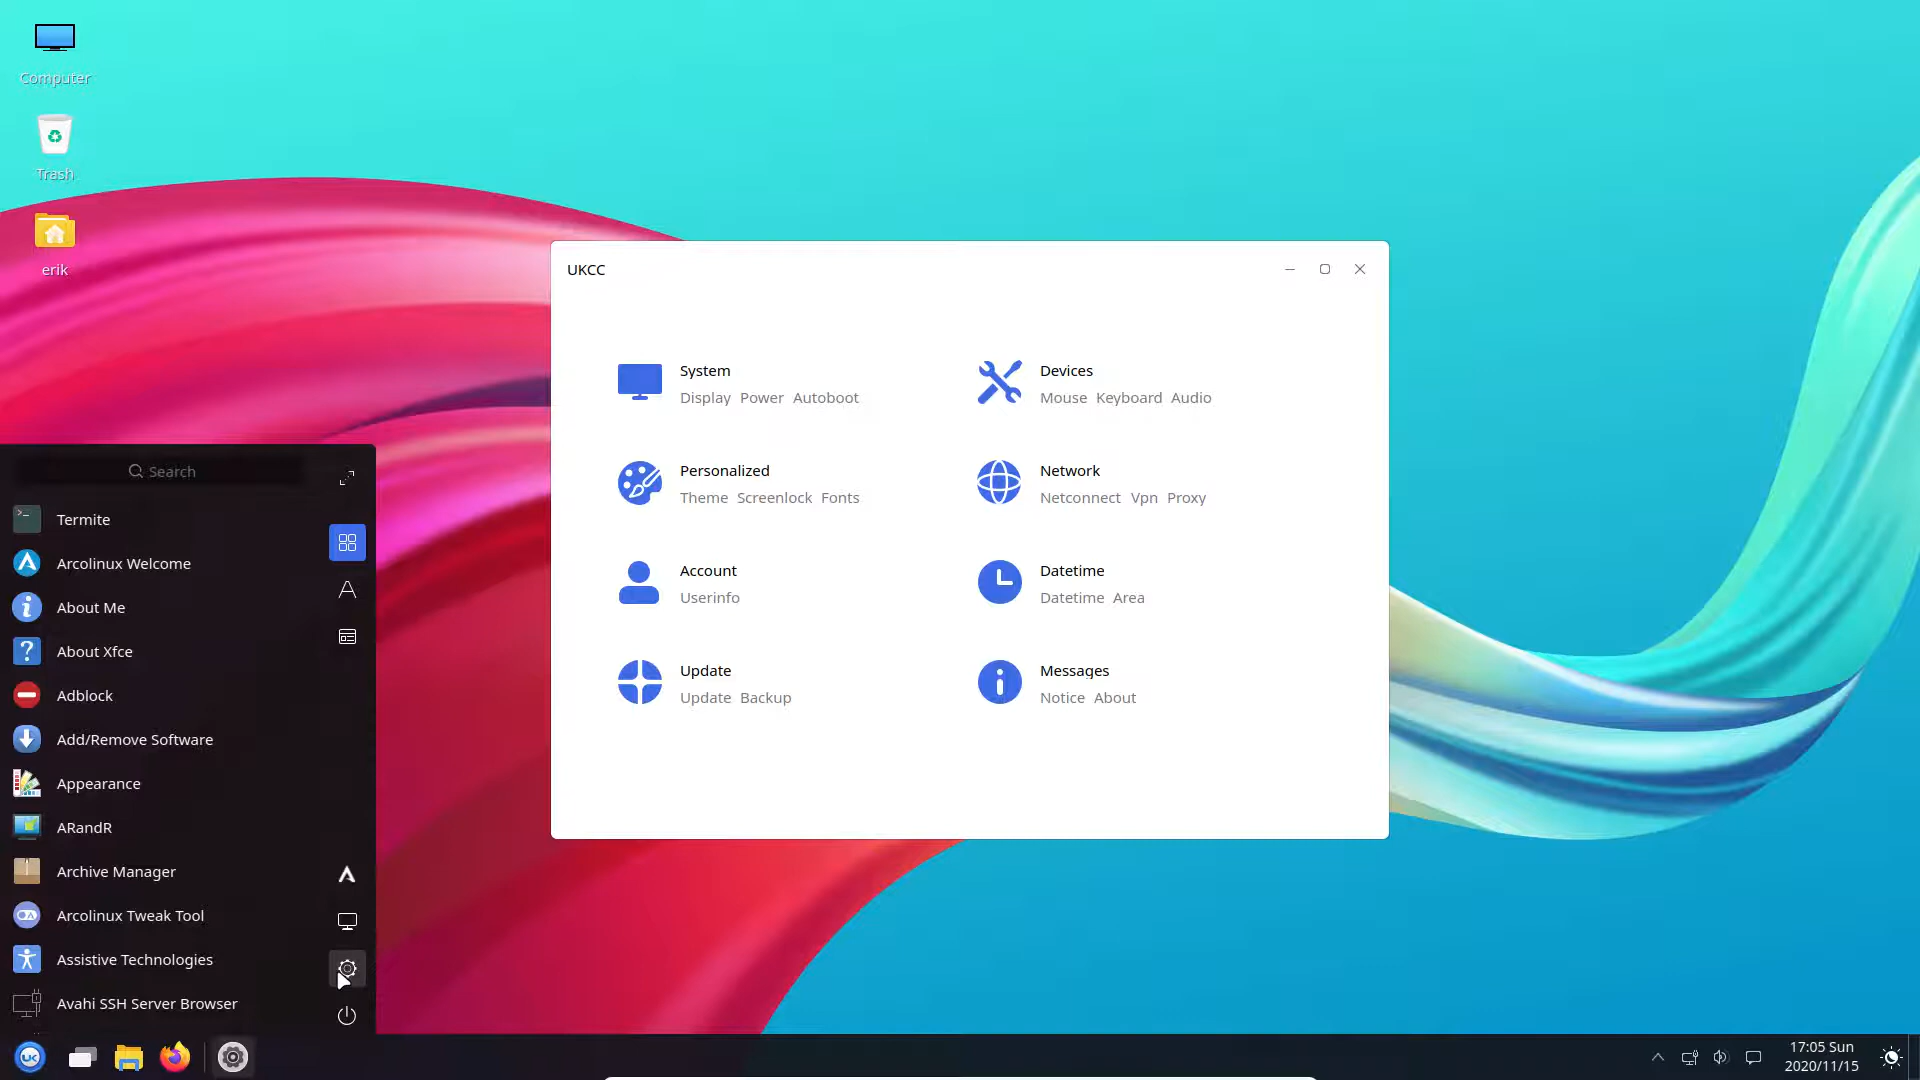 Computer
Trash
erik
UKCC
System
Display Power Autoboot
Devices
Mouse Keyboard Audio
Personalized
Theme Screenlock Fonts
Network
Netconnect Vpn Proxy
Account
Userinfo
Datetime
Datetime Area
Update
Update Backup
Messages
Notice About
Search
Termite
Arcolinux Welcome
About Me
About Xfce
Adblock
Add/Remove Software
Appearance
ARandR
Archive Manager
Arcolinux Tweak Tool
Assistive Technologies
Avahi SSH Server Browser
UK
17:05 Sun
2020/11/15